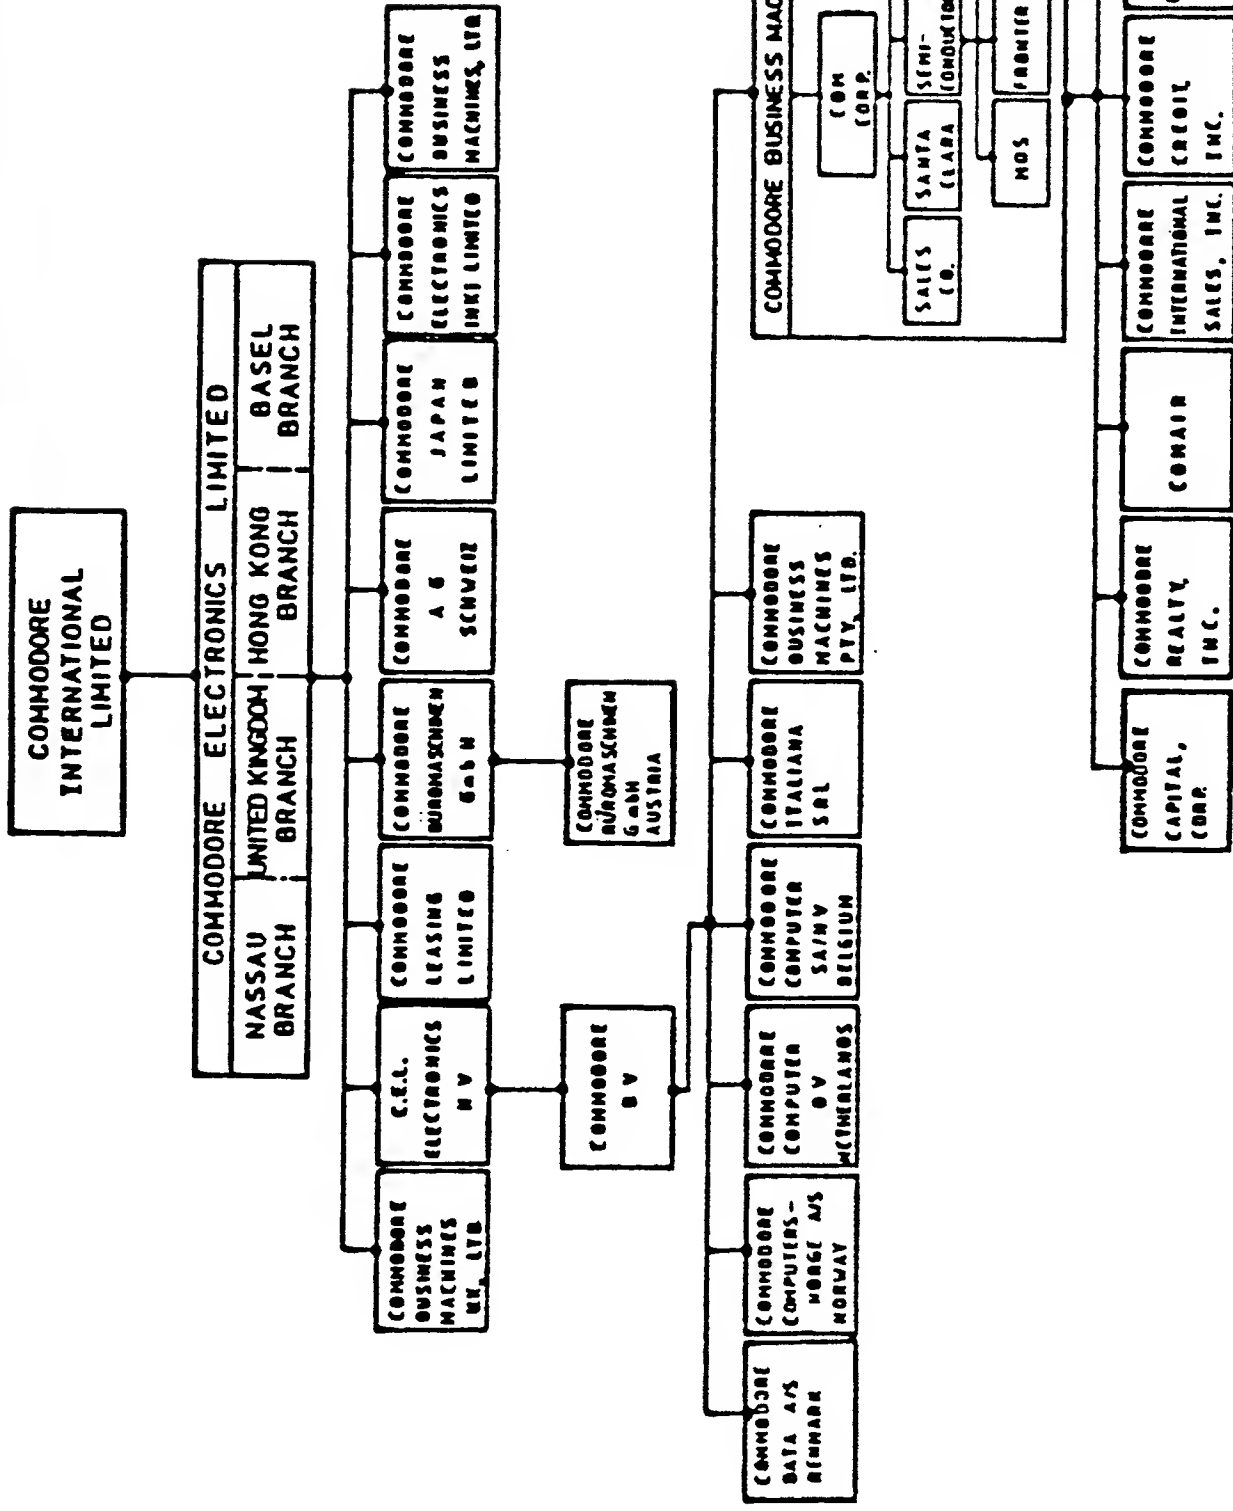 COMMODORE
INTERNATIONAL
LIMITED
COMMODORE ELECTRONICS LIMITED
NASSAU
BRANCH
UNITED KINGDOM
BRANCH
HONG KONG
BRANCH
BASEL
BRANCH
COMMODORE
BUSINESS
MACHINES
UK, LTD
C.E.L.
ELECTRONICS
N V
COMMODORE
LEASING
LIMITED
COMMODORE
BUROMASCHINEN
GmbH
COMMODORE
A G
SCHWEIZ
COMMODORE
JAPAN
LIMITED
COMMODORE
ELECTRONICS
(HK) LIMITED
COMMODORE
BUSINESS
MACHINES, LTD
COMMODORE
B V
COMMODORE
BUROMASCHINEN
GmbH
AUSTRIA
COMMODORE
DATA A/S
DENMARK
COMMODORE
COMPUTERS-
NORGE A/S
NORWAY
COMMODORE
COMPUTER
BV
NETHERLANDS
COMMODORE
COMPUTER
SA/NV
BELGIUM
COMMODORE
ITALIANA
SRL
COMMODORE
BUSINESS
MACHINES
PTY, LTD.
COMMODORE BUSINESS MAC
COM
CORP.
SALES
CO.
SANTA
CLARA
SEMI-
CONDUCTOR
MOS
FRONTIER
COMMODORE
CAPITAL,
CORP.
COMMODORE
REALTY,
INC.
COMAIR
COMMODORE
INTERNATIONAL
SALES, INC.
COMMODORE
CREDIT,
INC.